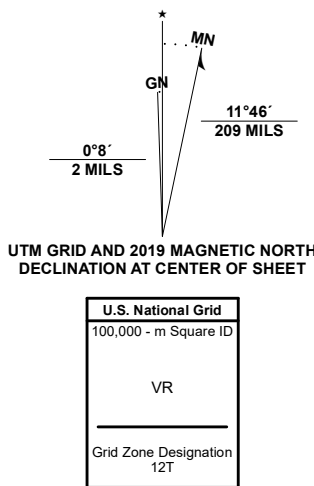 ★
MN
GN
11°46´
209 MILS
0°8´
2 MILS
UTM GRID AND 2019 MAGNETIC NORTH
DECLINATION AT CENTER OF SHEET
U.S. National Grid
100,000 - m Square ID
VR
Grid Zone Designation
12T